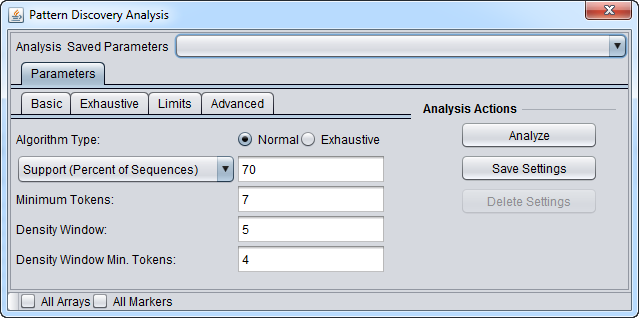 Pattern Discovery Analysis
Analysis Saved Parameters
Parameters
Basic Exhaustive Limits Advanced
Analysis Actions
Algorithm Type: Normal Exhaustive
Analyze
Support (Percent of Sequences) 70
Save Settings
Minimum Tokens: 7
Delete Settings
Density Window: 5
Density Window Min. Tokens: 4
All Arrays All Markers